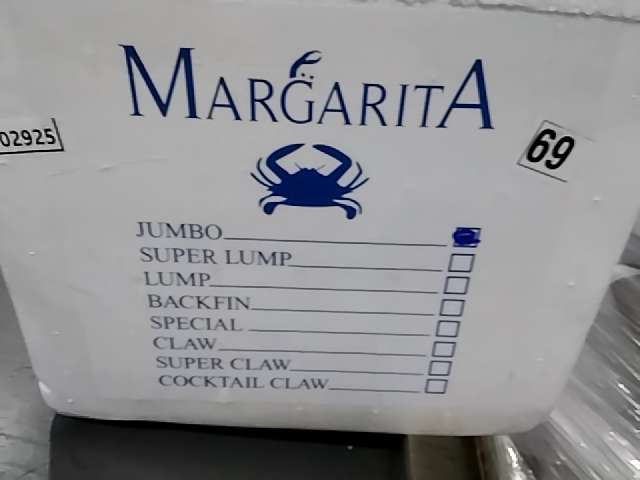 MARGARITA
02925
69
JUMBO
SUPER LUMP
LUMP
BACKFIN
SPECIAL
CLAW
SUPER CLAW
COCKTAIL CLAW